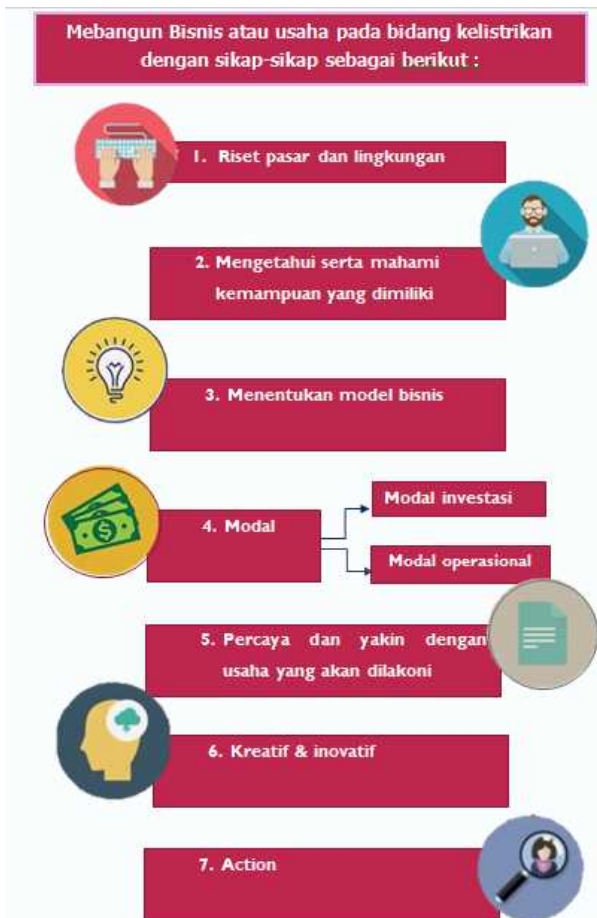 Mebangun Bisnis atau usaha pada bidang kelistrikan
dengan sikap-sikap sebagai berikut :
1. Riset pasar dan lingkungan
2. Mengetahui serta mahami
kemampuan yang dimiliki
3. Menentukan model bisnis
4. Modal
Modal investasi
Modal operasional
5. Percaya dan yakin dengan
usaha yang akan dilakoni
6. Kreatif & inovatif
7. Action